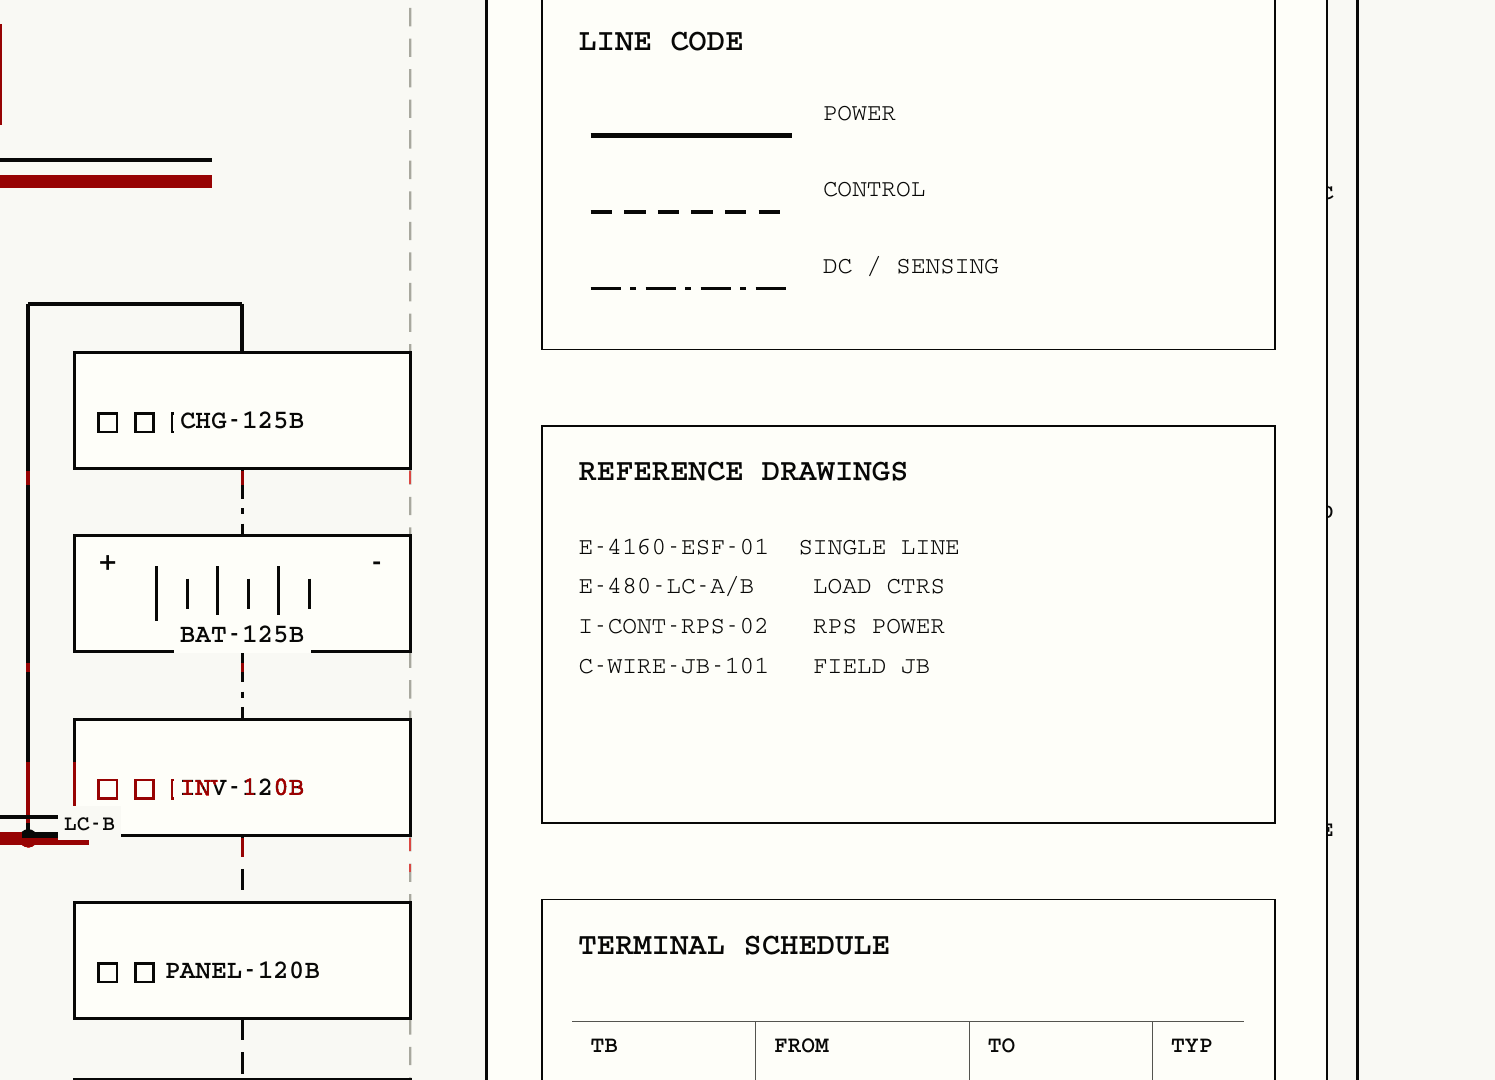 LINE CODE
POWER
CONTROL
DC / SENSING
CHG-125B
+ -
BAT-125B
INV-120B
LC-B
PANEL-120B
REFERENCE DRAWINGS
E-4160-ESF-01 SINGLE LINE
E-480-LC-A/B LOAD CTRS
I-CONT-RPS-02 RPS POWER
C-WIRE-JB-101 FIELD JB
TERMINAL SCHEDULE
TB FROM TO TYP